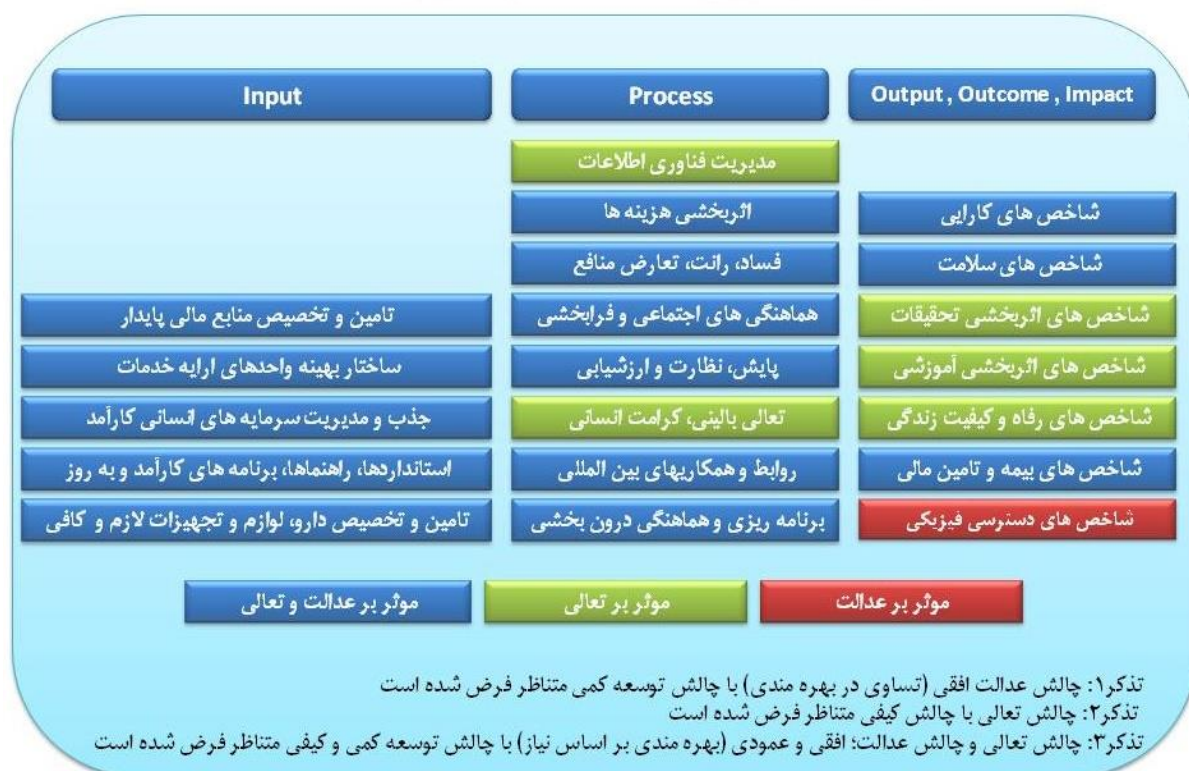 Input
Process
Output , Outcome , Impact
مدیریت فناوری اطلاعات
اثربخشی هزینه ها
شاخص های کارایی
فساد، رانت، تعارض منافع
شاخص های سلامت
تامین و تخصیص منابع مالی پایدار
هماهنگی های اجتماعی و فرابخشی
شاخص های اثربخشی تحقیقات
ساختار بهینه واحدهای ارایه خدمات
پایش، نظارت و ارزشیابی
شاخص های اثربخشی آموزشی
جذب و مدیریت سرمایه های انسانی کارآمد
تعالی بالینی، کرامت انسانی
شاخص های رفاه و کیفیت زندگی
استانداردها، راهنماها، برنامه های کارآمد و به روز
روابط و همکاریهای بین المللی
شاخص های بیمه و تامین مالی
تامین و تخصیص دارو، لوازم و تجهیزات لازم و کافی
برنامه ریزی و هماهنگی درون بخشی
شاخص های دسترسی فیزیکی
موثر بر عدالت و تعالی
موثر بر تعالی
موثر بر عدالت
تذکر۱: چالش عدالت افقی (تساوی در بهره مندی) با چالش توسعه کمی متناظر فرض شده است
تذکر۲: چالش تعالی با چالش کیفی متناظر فرض شده است
تذکر۳: چالش تعالی و چالش عدالت؛ افقی و عمودی (بهره مندی بر اساس نیاز) با چالش توسعه کمی و کیفی متناظر فرض شده است